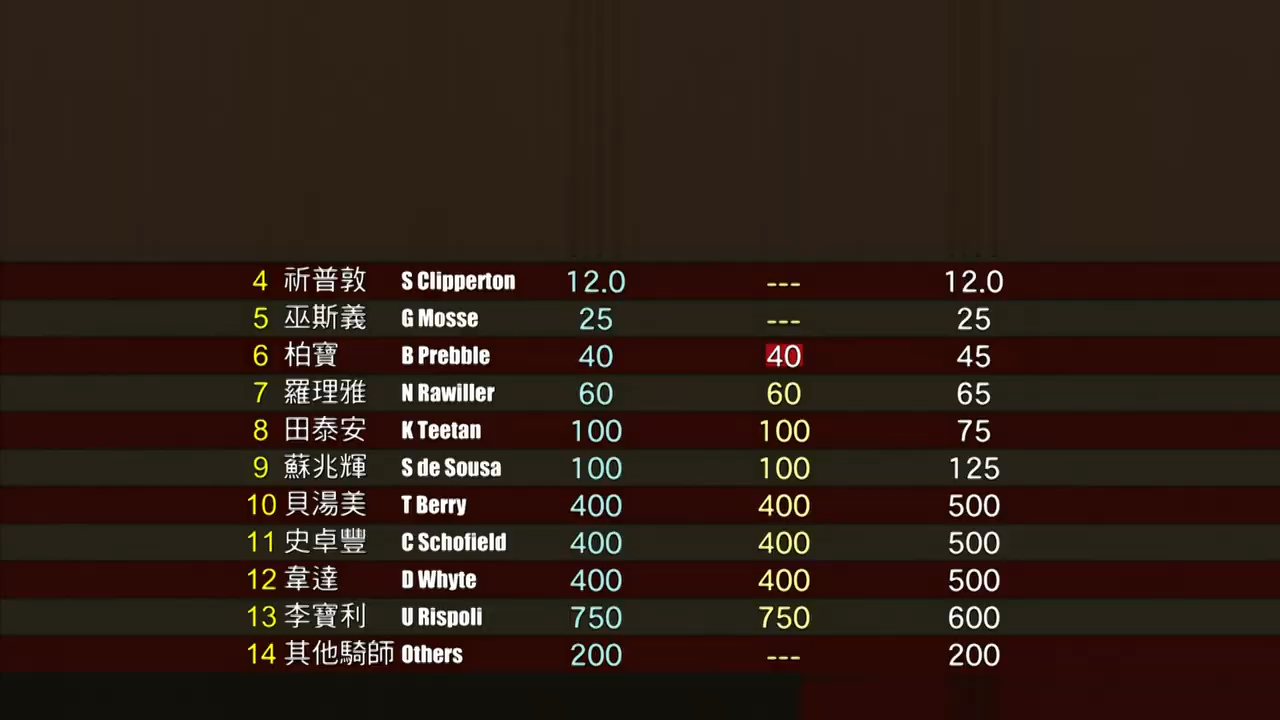 4 祈普敦 S Clipperton 12.0 --- 12.0
5 巫斯義 G Mosse 25 --- 25
6 柏寶 B Prebble 40 40 45
7 羅理雅 N Rawiller 60 60 65
8 田泰安 K Teetan 100 100 75
9 蘇兆輝 S de Sousa 100 100 125
10 貝湯美 T Berry 400 400 500
11 史卓豐 C Schofield 400 400 500
12 韋達 D Whyte 400 400 500
13 李寶利 U Rispoli 750 750 600
14 其他騎師 Others 200 --- 200